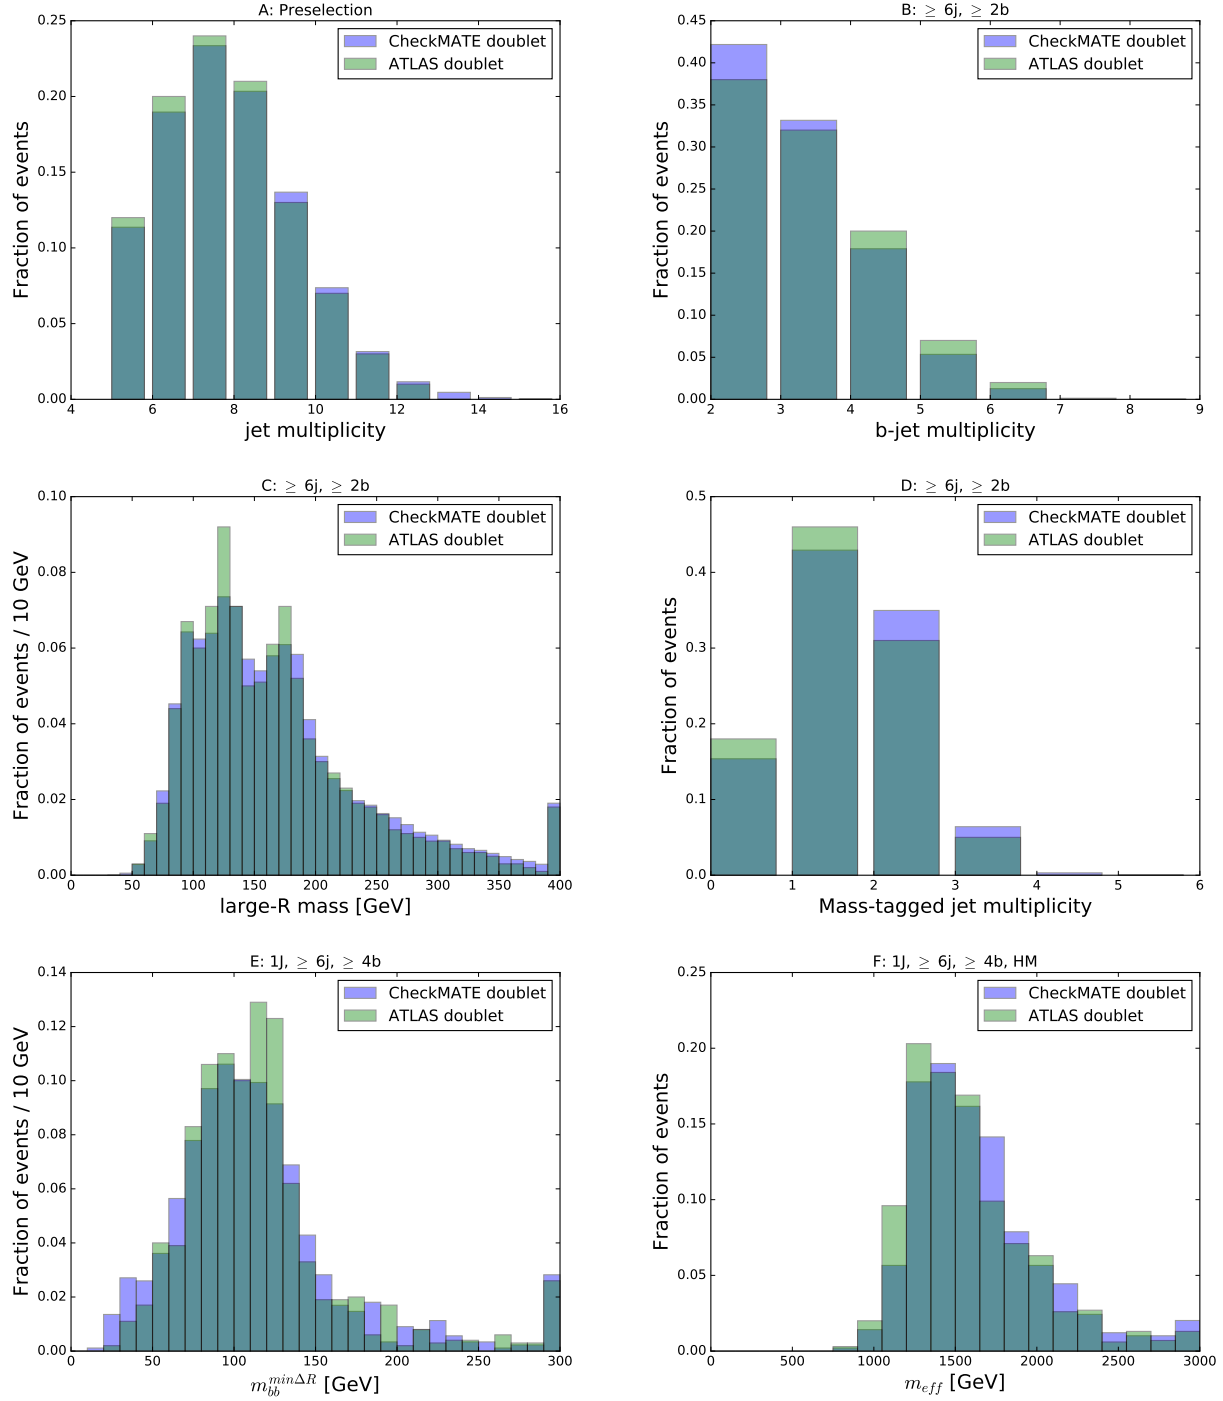 A: Preselection
CheckMATE doublet
ATLAS doublet
Fraction of events
0.25
0.20
0.15
0.10
0.05
0.00
4 6 8 10 12 14 16
jet multiplicity
B: ≥ 6j, ≥ 2b
CheckMATE doublet
ATLAS doublet
Fraction of events
0.45
0.40
0.35
0.30
0.25
0.20
0.15
0.10
0.05
0.00
2 3 4 5 6 7 8 9
b-jet multiplicity
C: ≥ 6j, ≥ 2b
CheckMATE doublet
ATLAS doublet
Fraction of events / 10 GeV
0.10
0.08
0.06
0.04
0.02
0.00
0 50 100 150 200 250 300 350 400
large-R mass [GeV]
D: ≥ 6j, ≥ 2b
CheckMATE doublet
ATLAS doublet
Fraction of events
0.5
0.4
0.3
0.2
0.1
0.0
0 1 2 3 4 5 6
Mass-tagged jet multiplicity
E: 1J, ≥ 6j, ≥ 4b
CheckMATE doublet
ATLAS doublet
Fraction of events / 10 GeV
0.14
0.12
0.10
0.08
0.06
0.04
0.02
0.00
0 50 100 150 200 250 300
m_{bb}^{minΔR} [GeV]
F: 1J, ≥ 6j, ≥ 4b, HM
CheckMATE doublet
ATLAS doublet
Fraction of events
0.25
0.20
0.15
0.10
0.05
0.00
0 500 1000 1500 2000 2500 3000
m_{eff} [GeV]